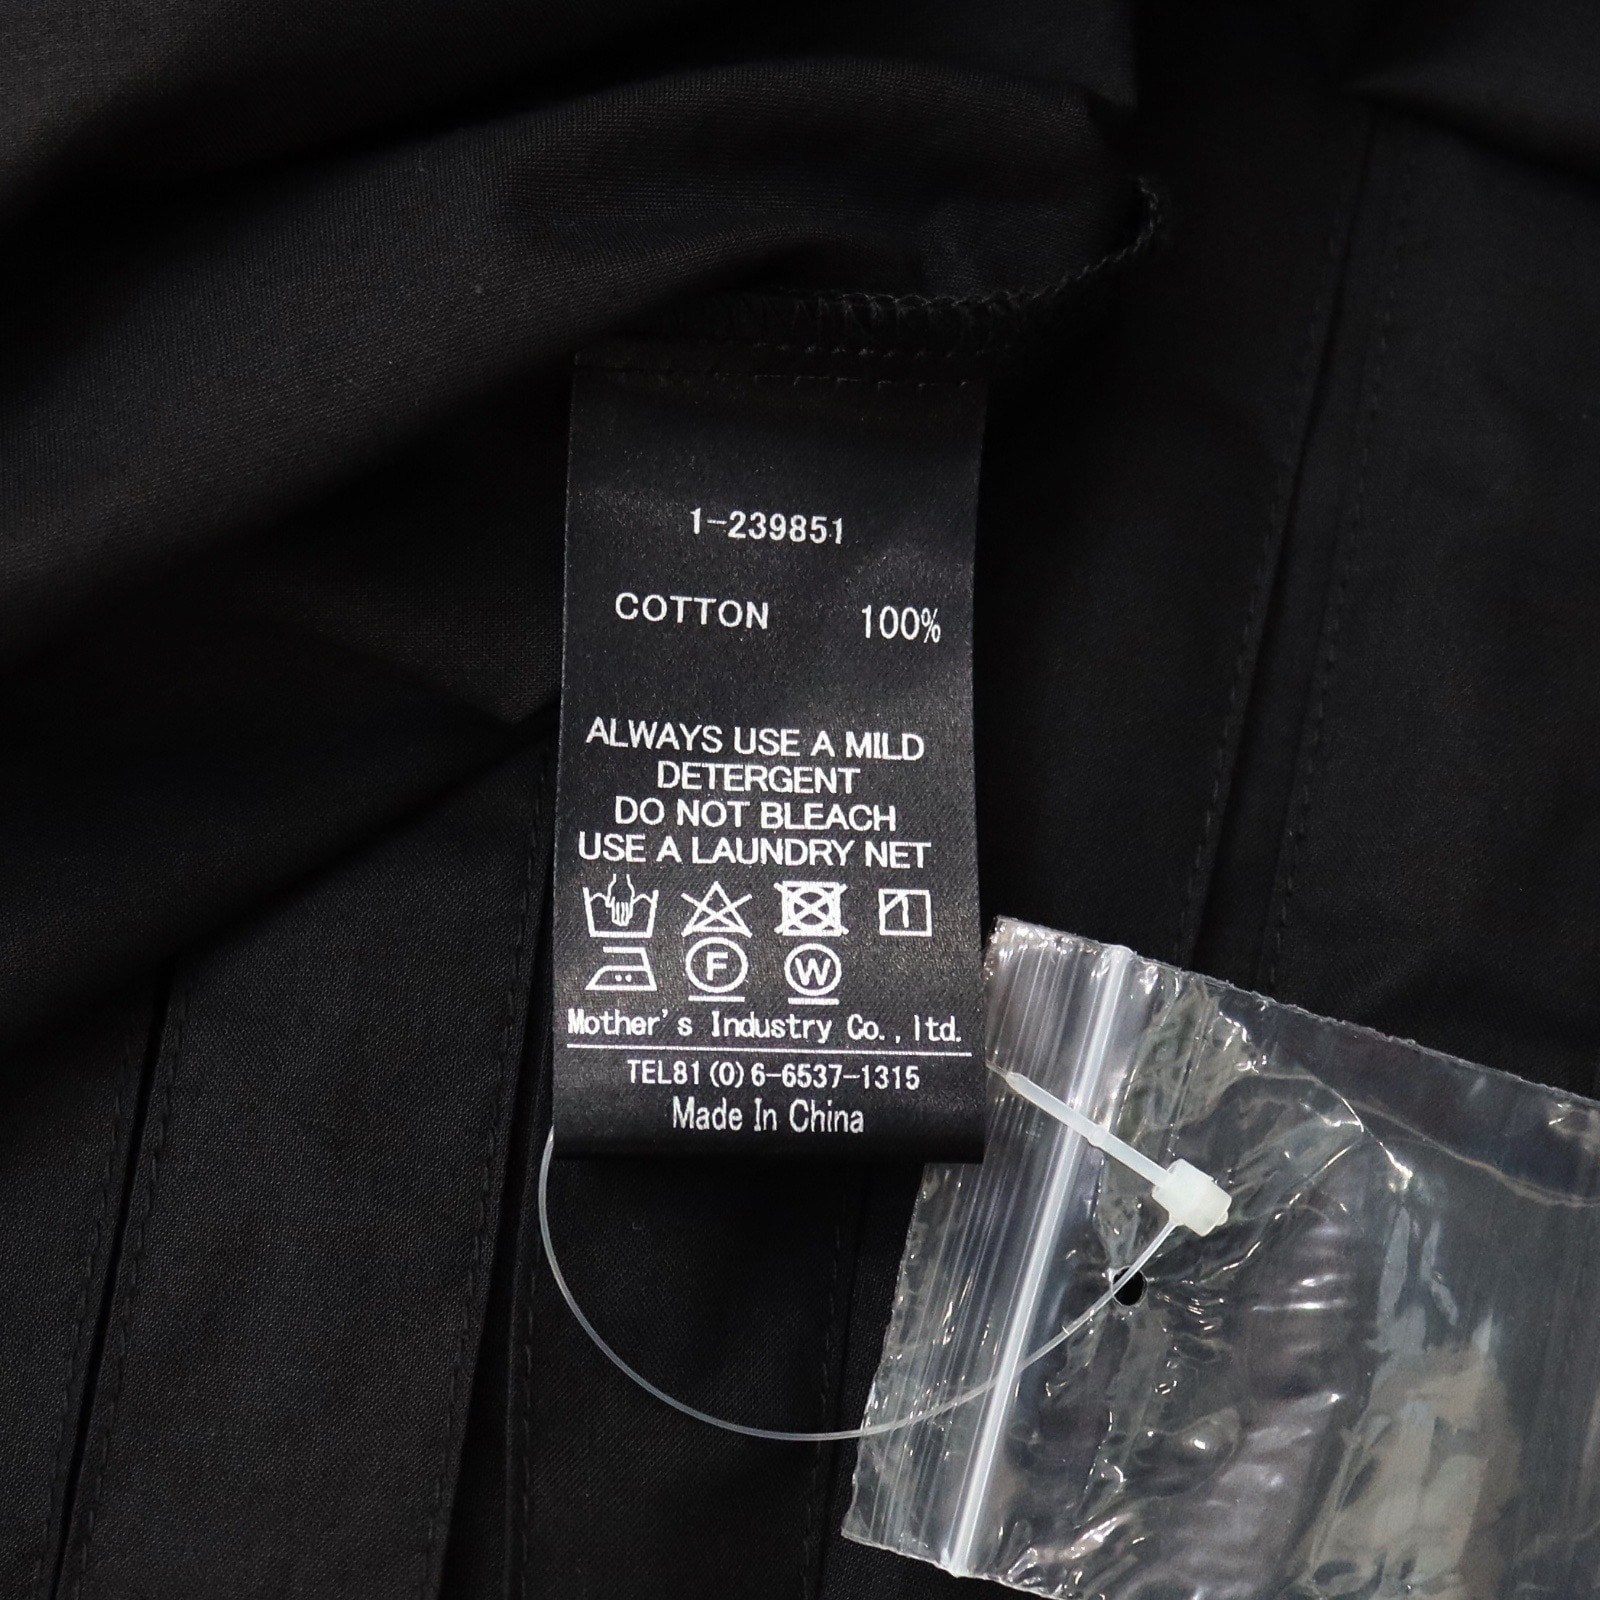 1-239851
COTTON 100%
ALWAYS USE A MILD
DETERGENT
DO NOT BLEACH
USE A LAUNDRY NET
F W
Mother's Industry Co.,ltd.
TEL81(0)6-6537-1315
Made In China